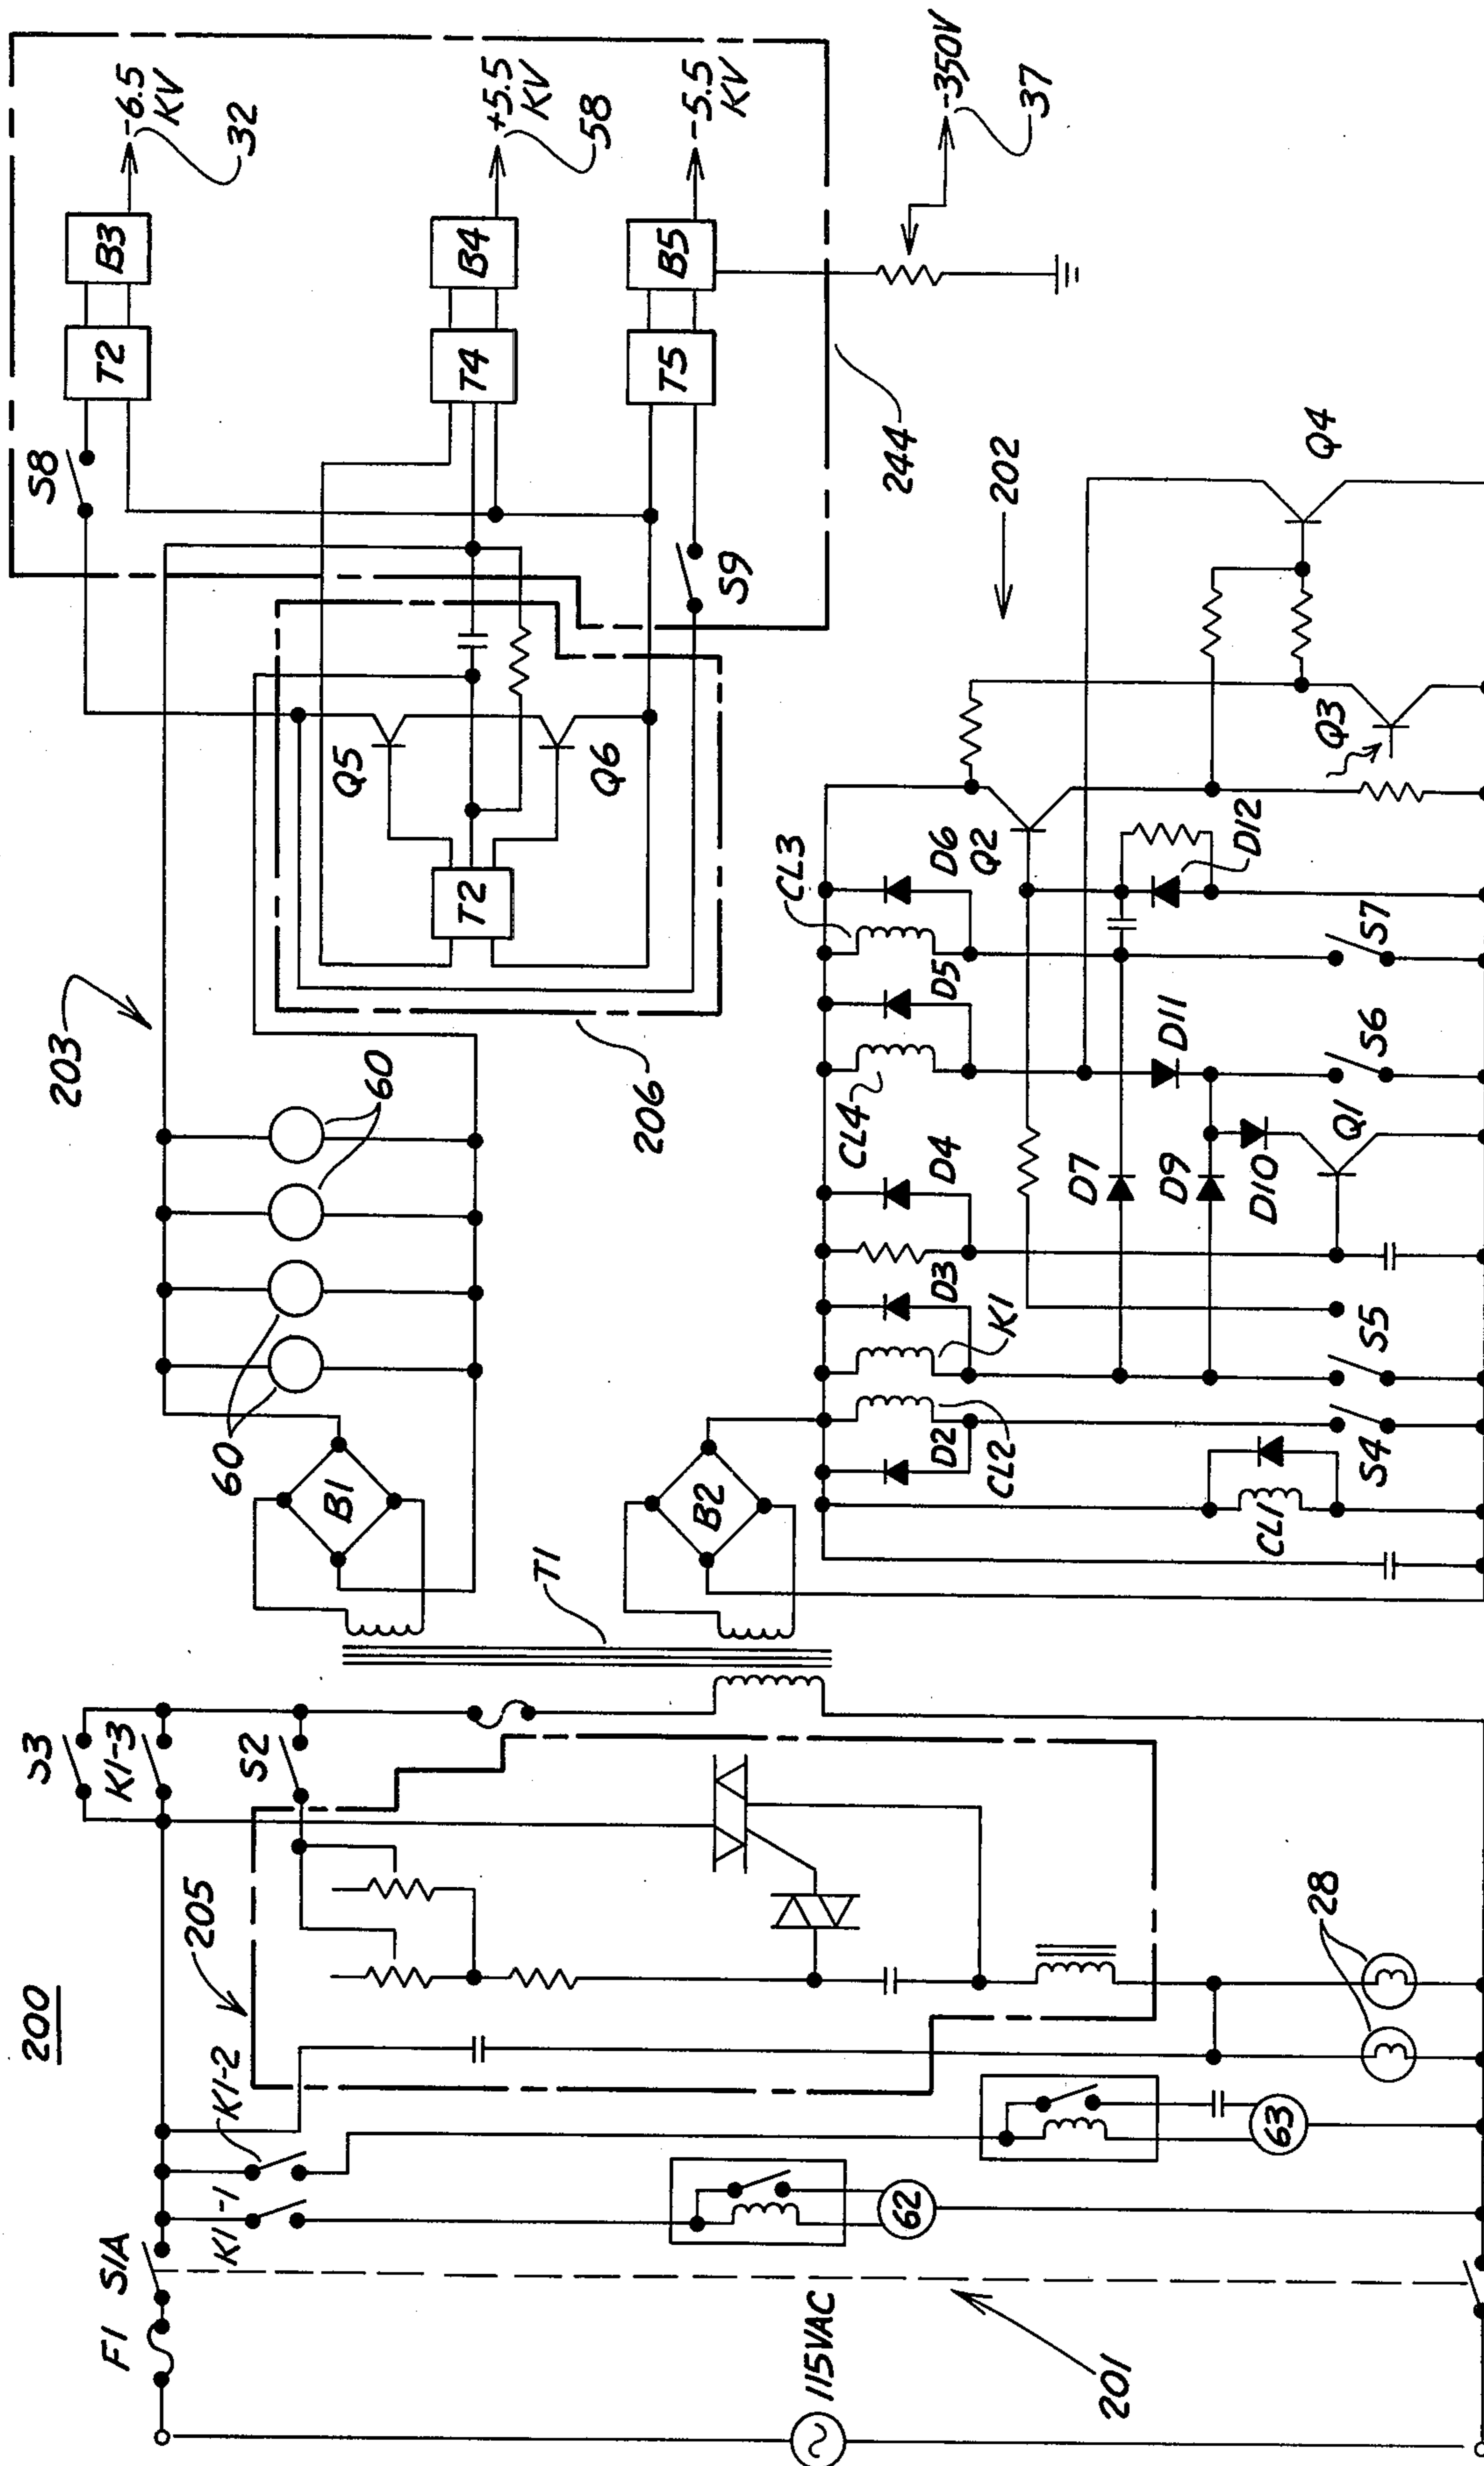 200
F1
S1A
K1-1
K1-2
205
S3
K1-3
S2
115VAC
201
62
63
28
T1
B1
B2
60
60
203
206
Q5
Q6
T2
S8
S9
T2
B3
-6.5
KV
32
T4
B4
+5.5
KV
58
T5
B5
-5.5
KV
244
-350V
37
202
CL1
D2
CL2
S4
K1
D3
S5
D4
CL4
D5
CL3
D6
Q2
D7
D9
D10
Q1
D11
S6
S7
D12
Q3
Q4